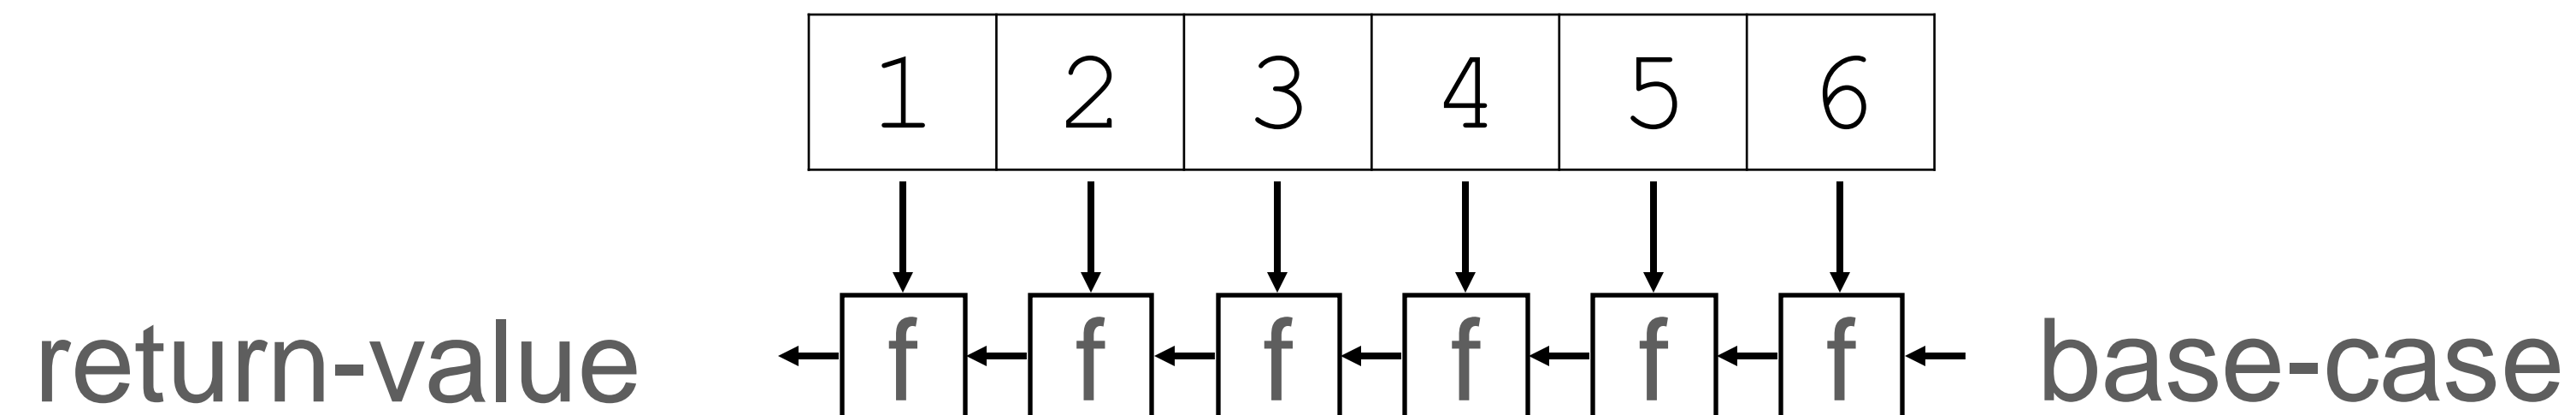 1 2 3 4 5 6
return-value f f f f f f base-case